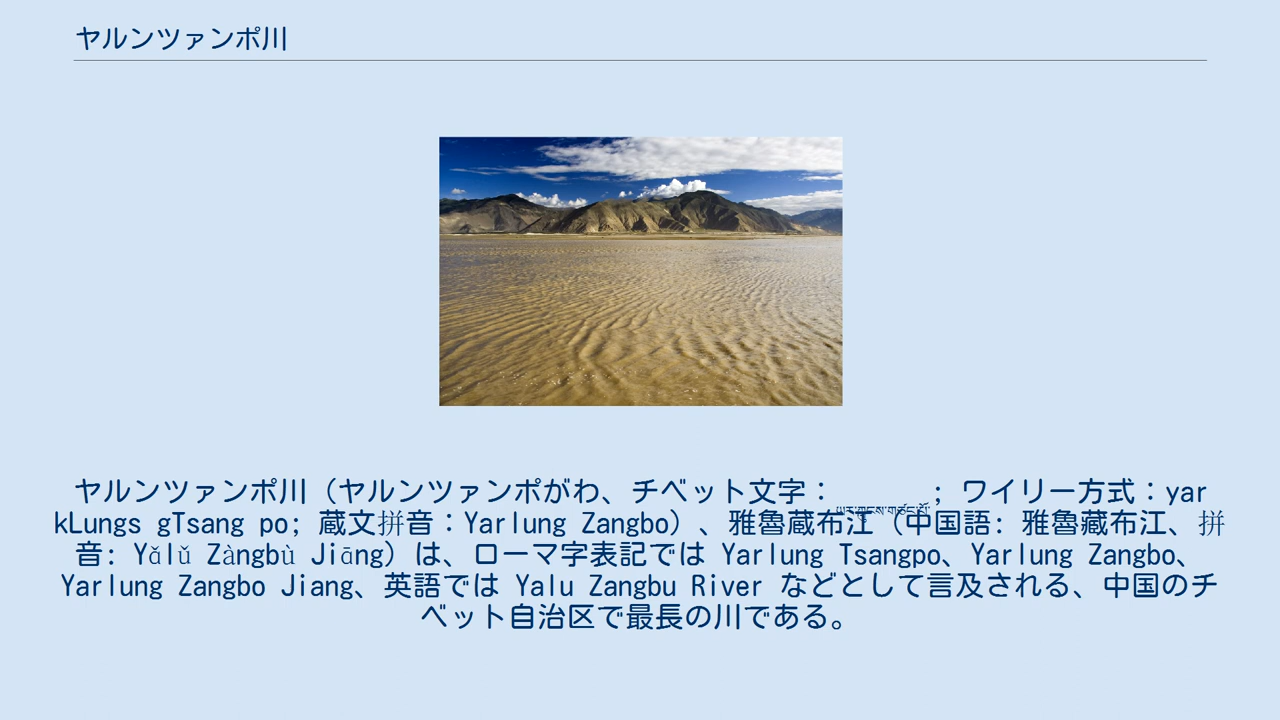 ヤルンツァンポ川
ヤルンツァンポ川（ヤルンツァンポがわ、チベット文字：ཡར་ཀླུངས་གཙང་པོ་; ワイリー方式：yar
kLungs gTsang po; 蔵文拼音：Yarlung Zangbo）、雅魯蔵布江（中国語: 雅魯藏布江、拼
音: Yǎlǔ Zàngbù Jiāng）は、ローマ字表記では Yarlung Tsangpo、Yarlung Zangbo、
Yarlung Zangbo Jiang、英語では Yalu Zangbu River などとして言及される、中国のチ
ベット自治区で最長の川である。